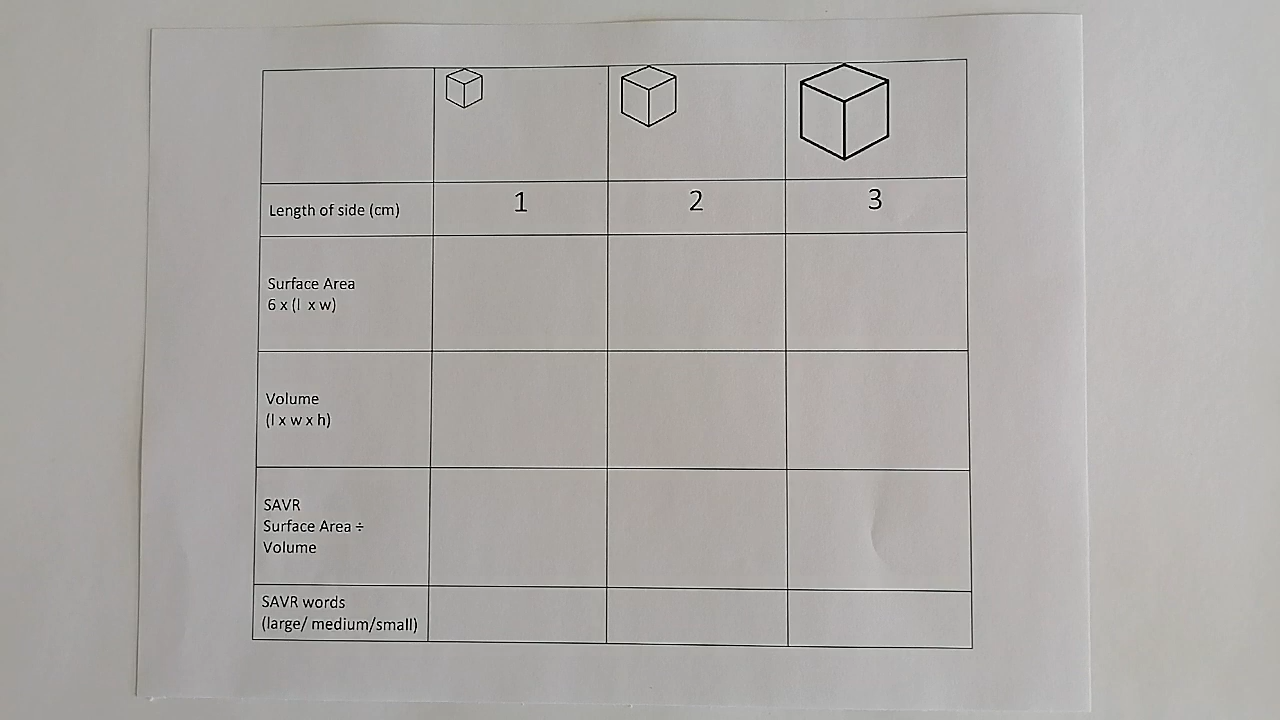 Length of side (cm) 1 2 3
Surface Area
6 x (l x w)
Volume
(l x w x h)
SAVR
Surface Area ÷
Volume
SAVR words
(large/ medium/small)